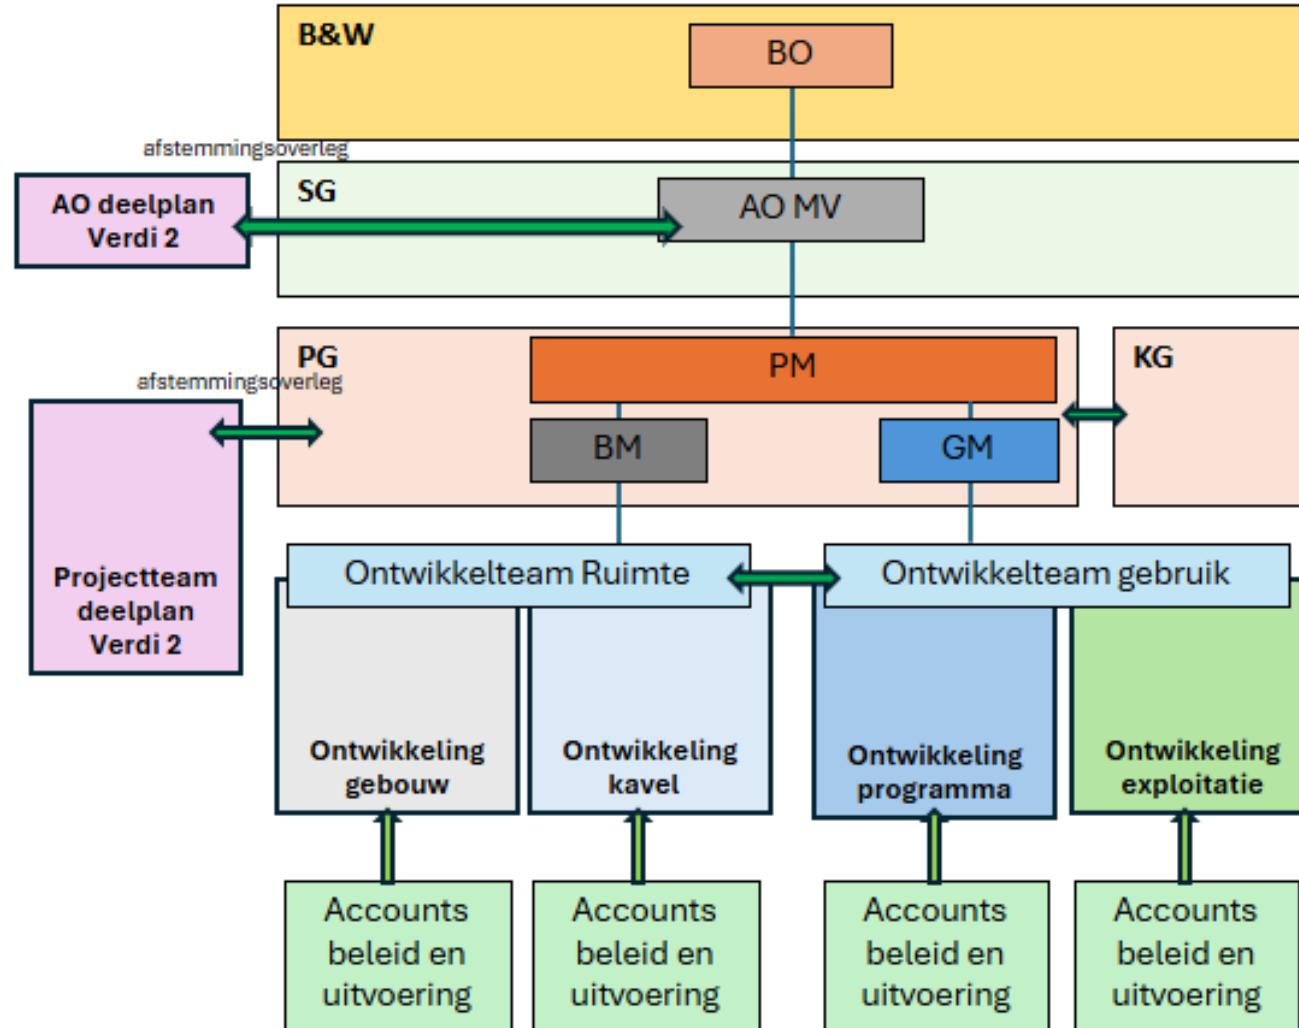 B&W
BO
afstemmingsoverleg
SG
AO MV
AO deelplan
Verdi 2
PG
PM
KG
afstemmingsoverleg
BM
GM
Projectteam
deelplan
Verdi 2
Ontwikkelteam Ruimte
Ontwikkelteam gebruik
Ontwikkeling
gebouw
Ontwikkeling
kavel
Ontwikkeling
programma
Ontwikkeling
exploitatie
Accounts
beleid en
uitvoering
Accounts
beleid en
uitvoering
Accounts
beleid en
uitvoering
Accounts
beleid en
uitvoering